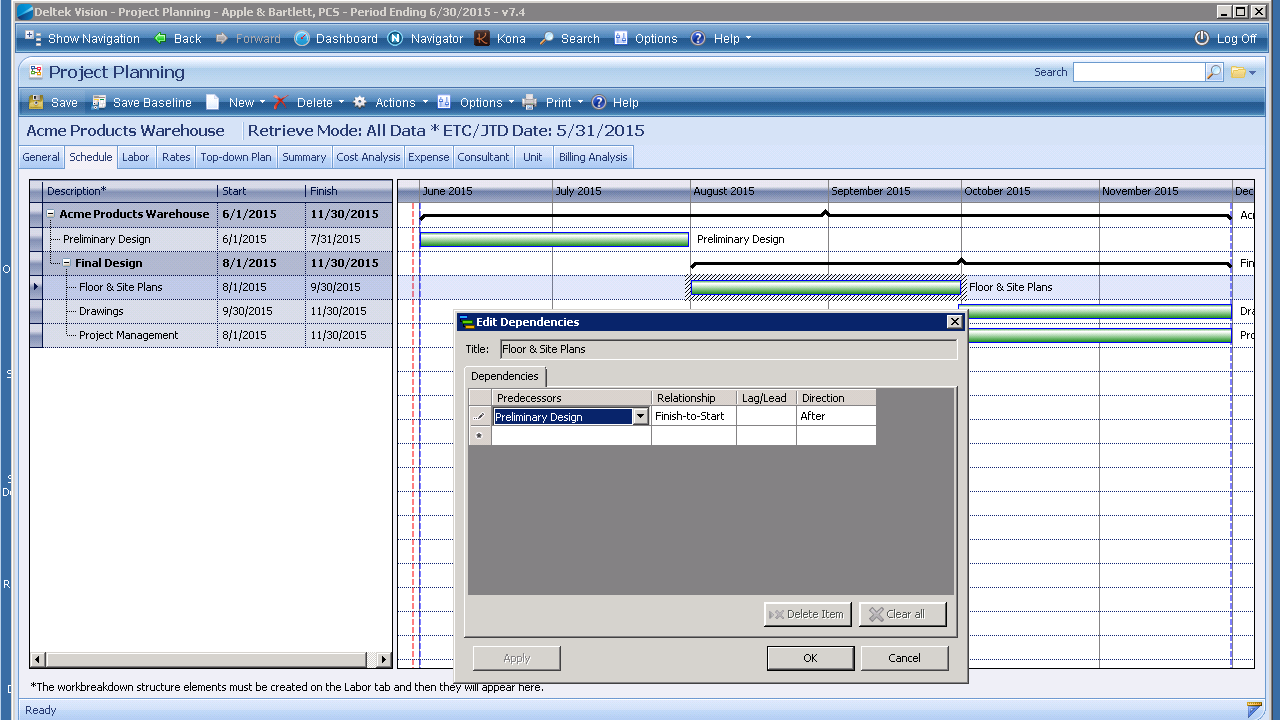 Deltek Vision - Project Planning - Apple & Bartlett, PCS - Period Ending 6/30/2015 - v7.4
Show Navigation Back Forward Dashboard Navigator Kona Search Options Help Log Off
Project Planning Search
Save Save Baseline New Delete Actions Options Print Help
Acme Products Warehouse Retrieve Mode: All Data * ETC/JTD Date: 5/31/2015
General Schedule Labor Rates Top-down Plan Summary Cost Analysis Expense Consultant Unit Billing Analysis
Description* Start Finish June 2015 July 2015 August 2015 September 2015 October 2015 November 2015 Dec
Acme Products Warehouse 6/1/2015 11/30/2015 Acr
Preliminary Design 6/1/2015 7/31/2015 Preliminary Design
Final Design 8/1/2015 11/30/2015 Fin
Floor & Site Plans 8/1/2015 9/30/2015 Floor & Site Plans
Drawings 9/30/2015 11/30/2015 Dra
Project Management 8/1/2015 11/30/2015 Pro
Edit Dependencies
Title: Floor & Site Plans
Dependencies
Predecessors Relationship Lag/Lead Direction
Preliminary Design Finish-to-Start After
Delete Item Clear all
Apply OK Cancel
*The workbreakdown structure elements must be created on the Labor tab and then they will appear here.
Ready